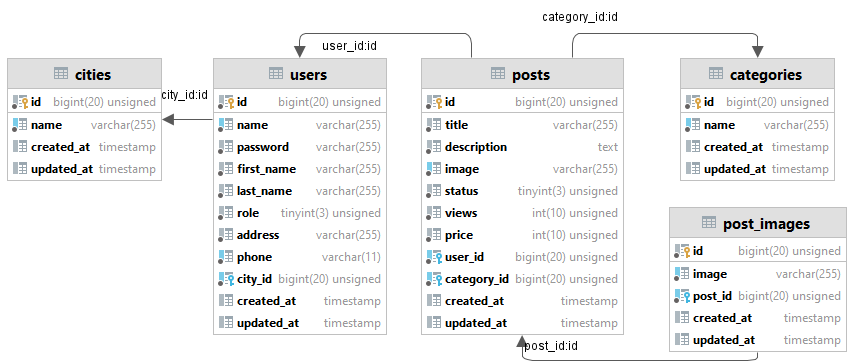 category_id:id
user_id:id
cities
id bigint(20) unsigned
name varchar(255)
created_at timestamp
updated_at timestamp
city_id:id
users
id bigint(20) unsigned
name varchar(255)
password varchar(255)
first_name varchar(255)
last_name varchar(255)
role tinyint(3) unsigned
address varchar(255)
phone varchar(11)
city_id bigint(20) unsigned
created_at timestamp
updated_at timestamp
posts
id bigint(20) unsigned
title varchar(255)
description text
image varchar(255)
status tinyint(3) unsigned
views int(10) unsigned
price int(10) unsigned
user_id bigint(20) unsigned
category_id bigint(20) unsigned
created_at timestamp
updated_at timestamp
categories
id bigint(20) unsigned
name varchar(255)
created_at timestamp
updated_at timestamp
post_images
id bigint(20) unsigned
image varchar(255)
post_id bigint(20) unsigned
created_at timestamp
updated_at timestamp
post_id:id